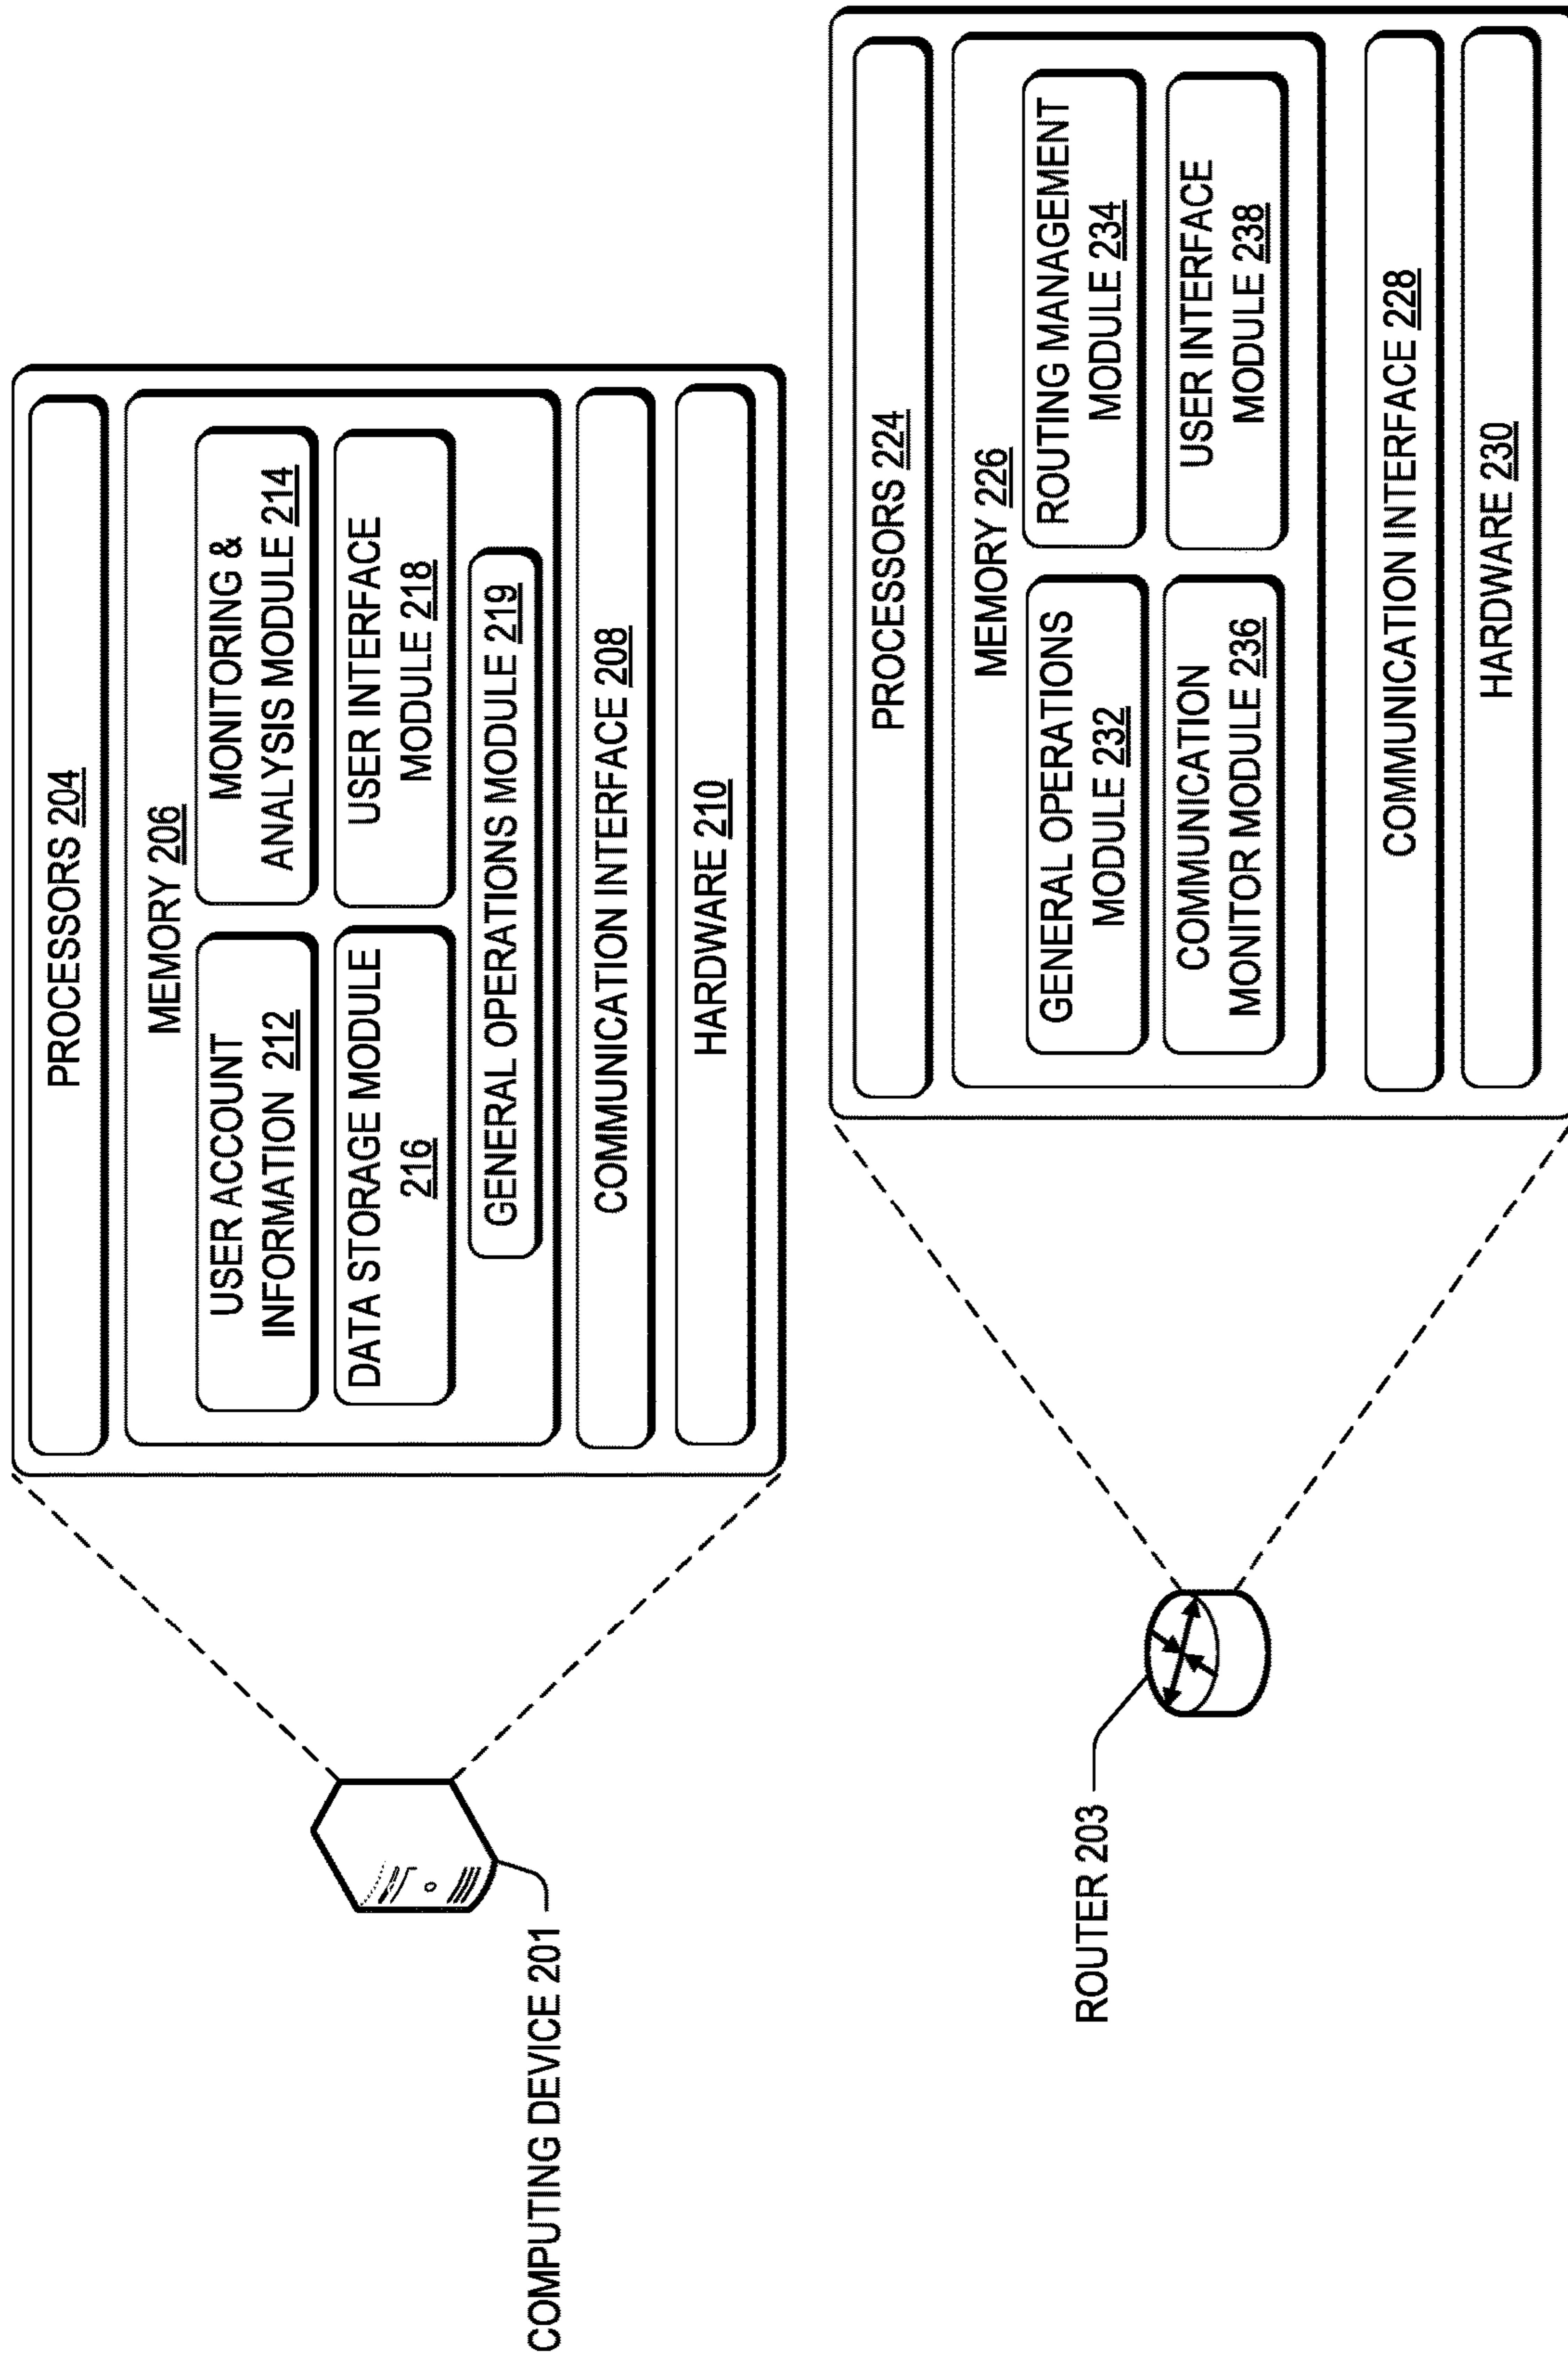 COMPUTING DEVICE 201
PROCESSORS 204
MEMORY 206
USER ACCOUNT
INFORMATION 212
MONITORING &
ANALYSIS MODULE 214
DATA STORAGE MODULE
216
USER INTERFACE
MODULE 218
GENERAL OPERATIONS MODULE 219
COMMUNICATION INTERFACE 208
HARDWARE 210
ROUTER 203
PROCESSORS 224
MEMORY 226
GENERAL OPERATIONS
MODULE 232
ROUTING MANAGEMENT
MODULE 234
COMMUNICATION
MONITOR MODULE 236
USER INTERFACE
MODULE 238
COMMUNICATION INTERFACE 228
HARDWARE 230